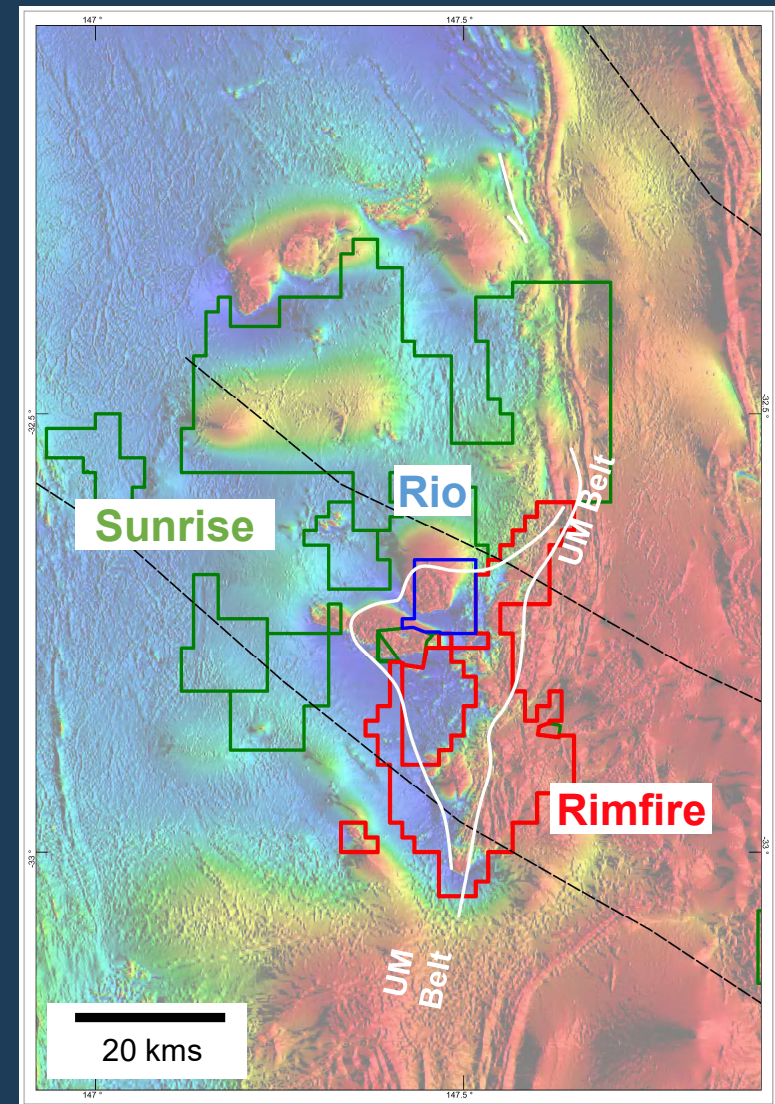 147 °
147.5 °
-32.5 °
-32.5 °
UM Belt
Rio
Sunrise
Rimfire
-33 °
-33 °
UM
Belt
20 kms
147 °
147.5 °